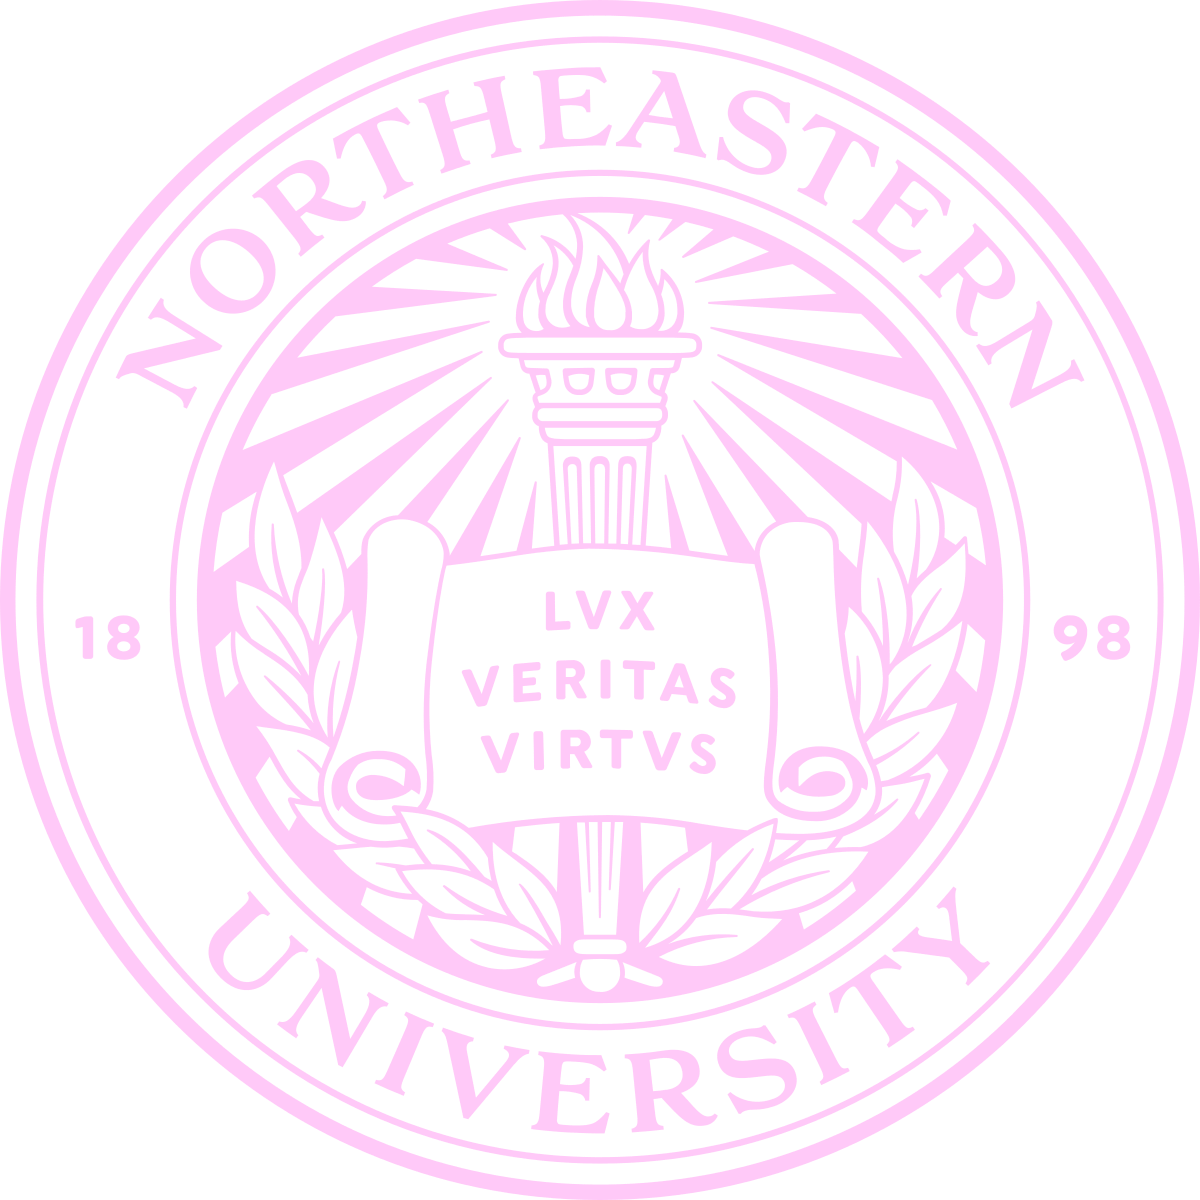 NORTHEASTERN
18
98
LVX
VERITAS
VIRTVS
UNIVERSITY